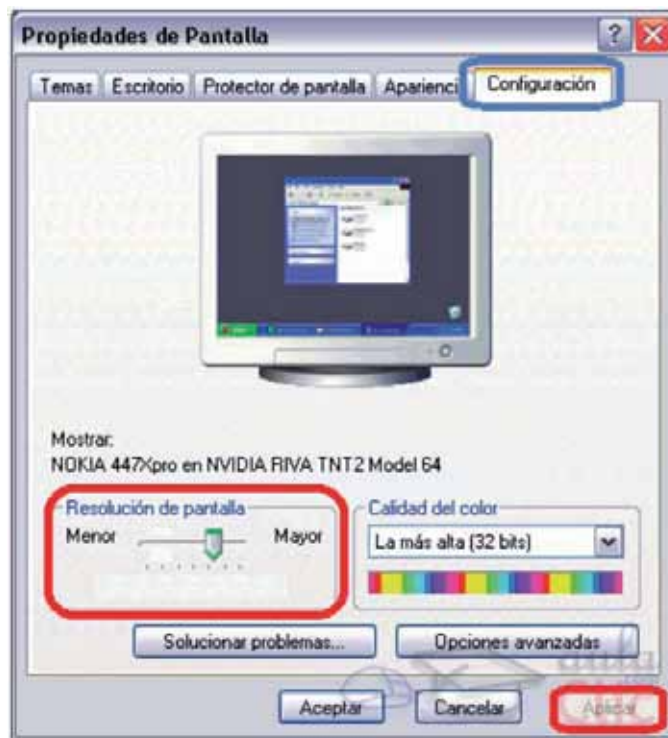 Propiedades de Pantalla
Temas Escritorio Protector de pantalla Aparienci Configuración
Mostrar:
NOKIA 447Xpro en NVIDIA RIVA TNT2 Model 64
Resolución de pantalla
Menor Mayor
Calidad del color
La más alta (32 bits)
Solucionar problemas... Opciones avanzadas
Aceptar Cancelar Aplicar
aula